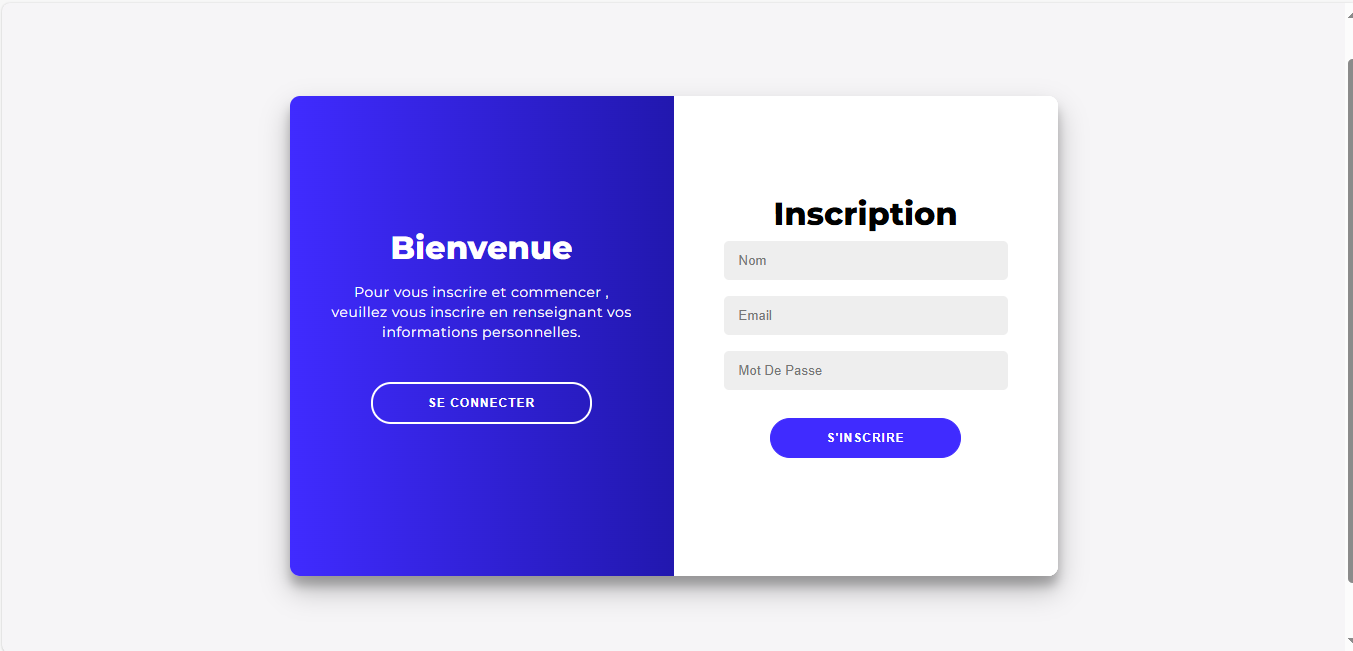 Bienvenue
Pour vous inscrire et commencer ,
veuillez vous inscrire en renseignant vos
informations personnelles.
SE CONNECTER
Inscription
Nom
Email
Mot De Passe
S'INSCRIRE